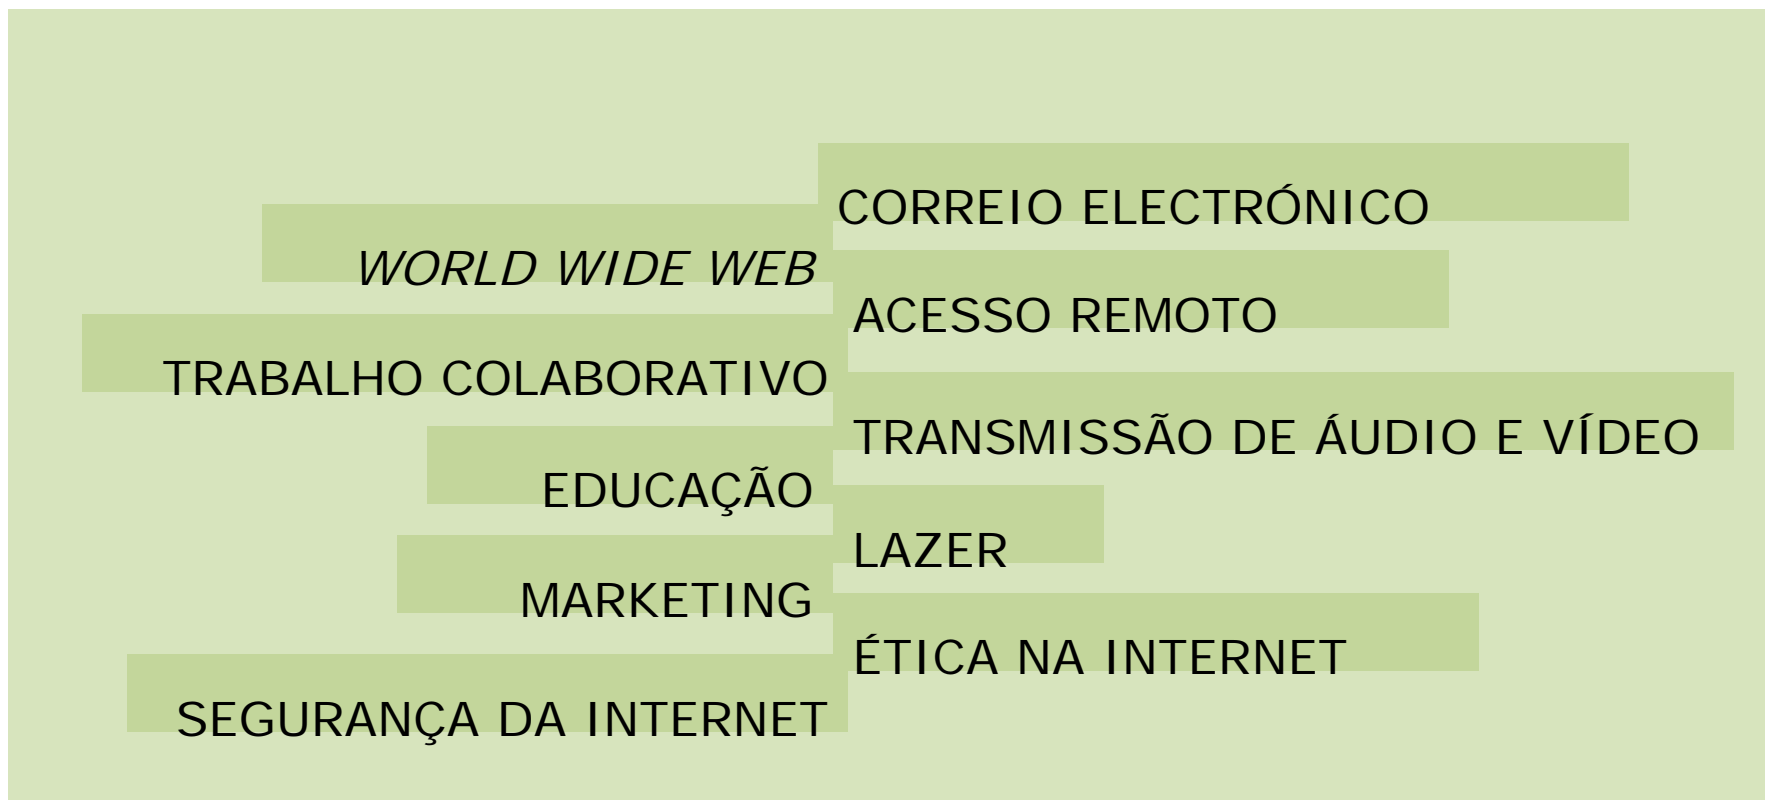 CORREIO ELECTRÓNICO
WORLD WIDE WEB
ACESSO REMOTO
TRABALHO COLABORATIVO
TRANSMISSÃO DE ÁUDIO E VÍDEO
EDUCAÇÃO
LAZER
MARKETING
ÉTICA NA INTERNET
SEGURANÇA DA INTERNET